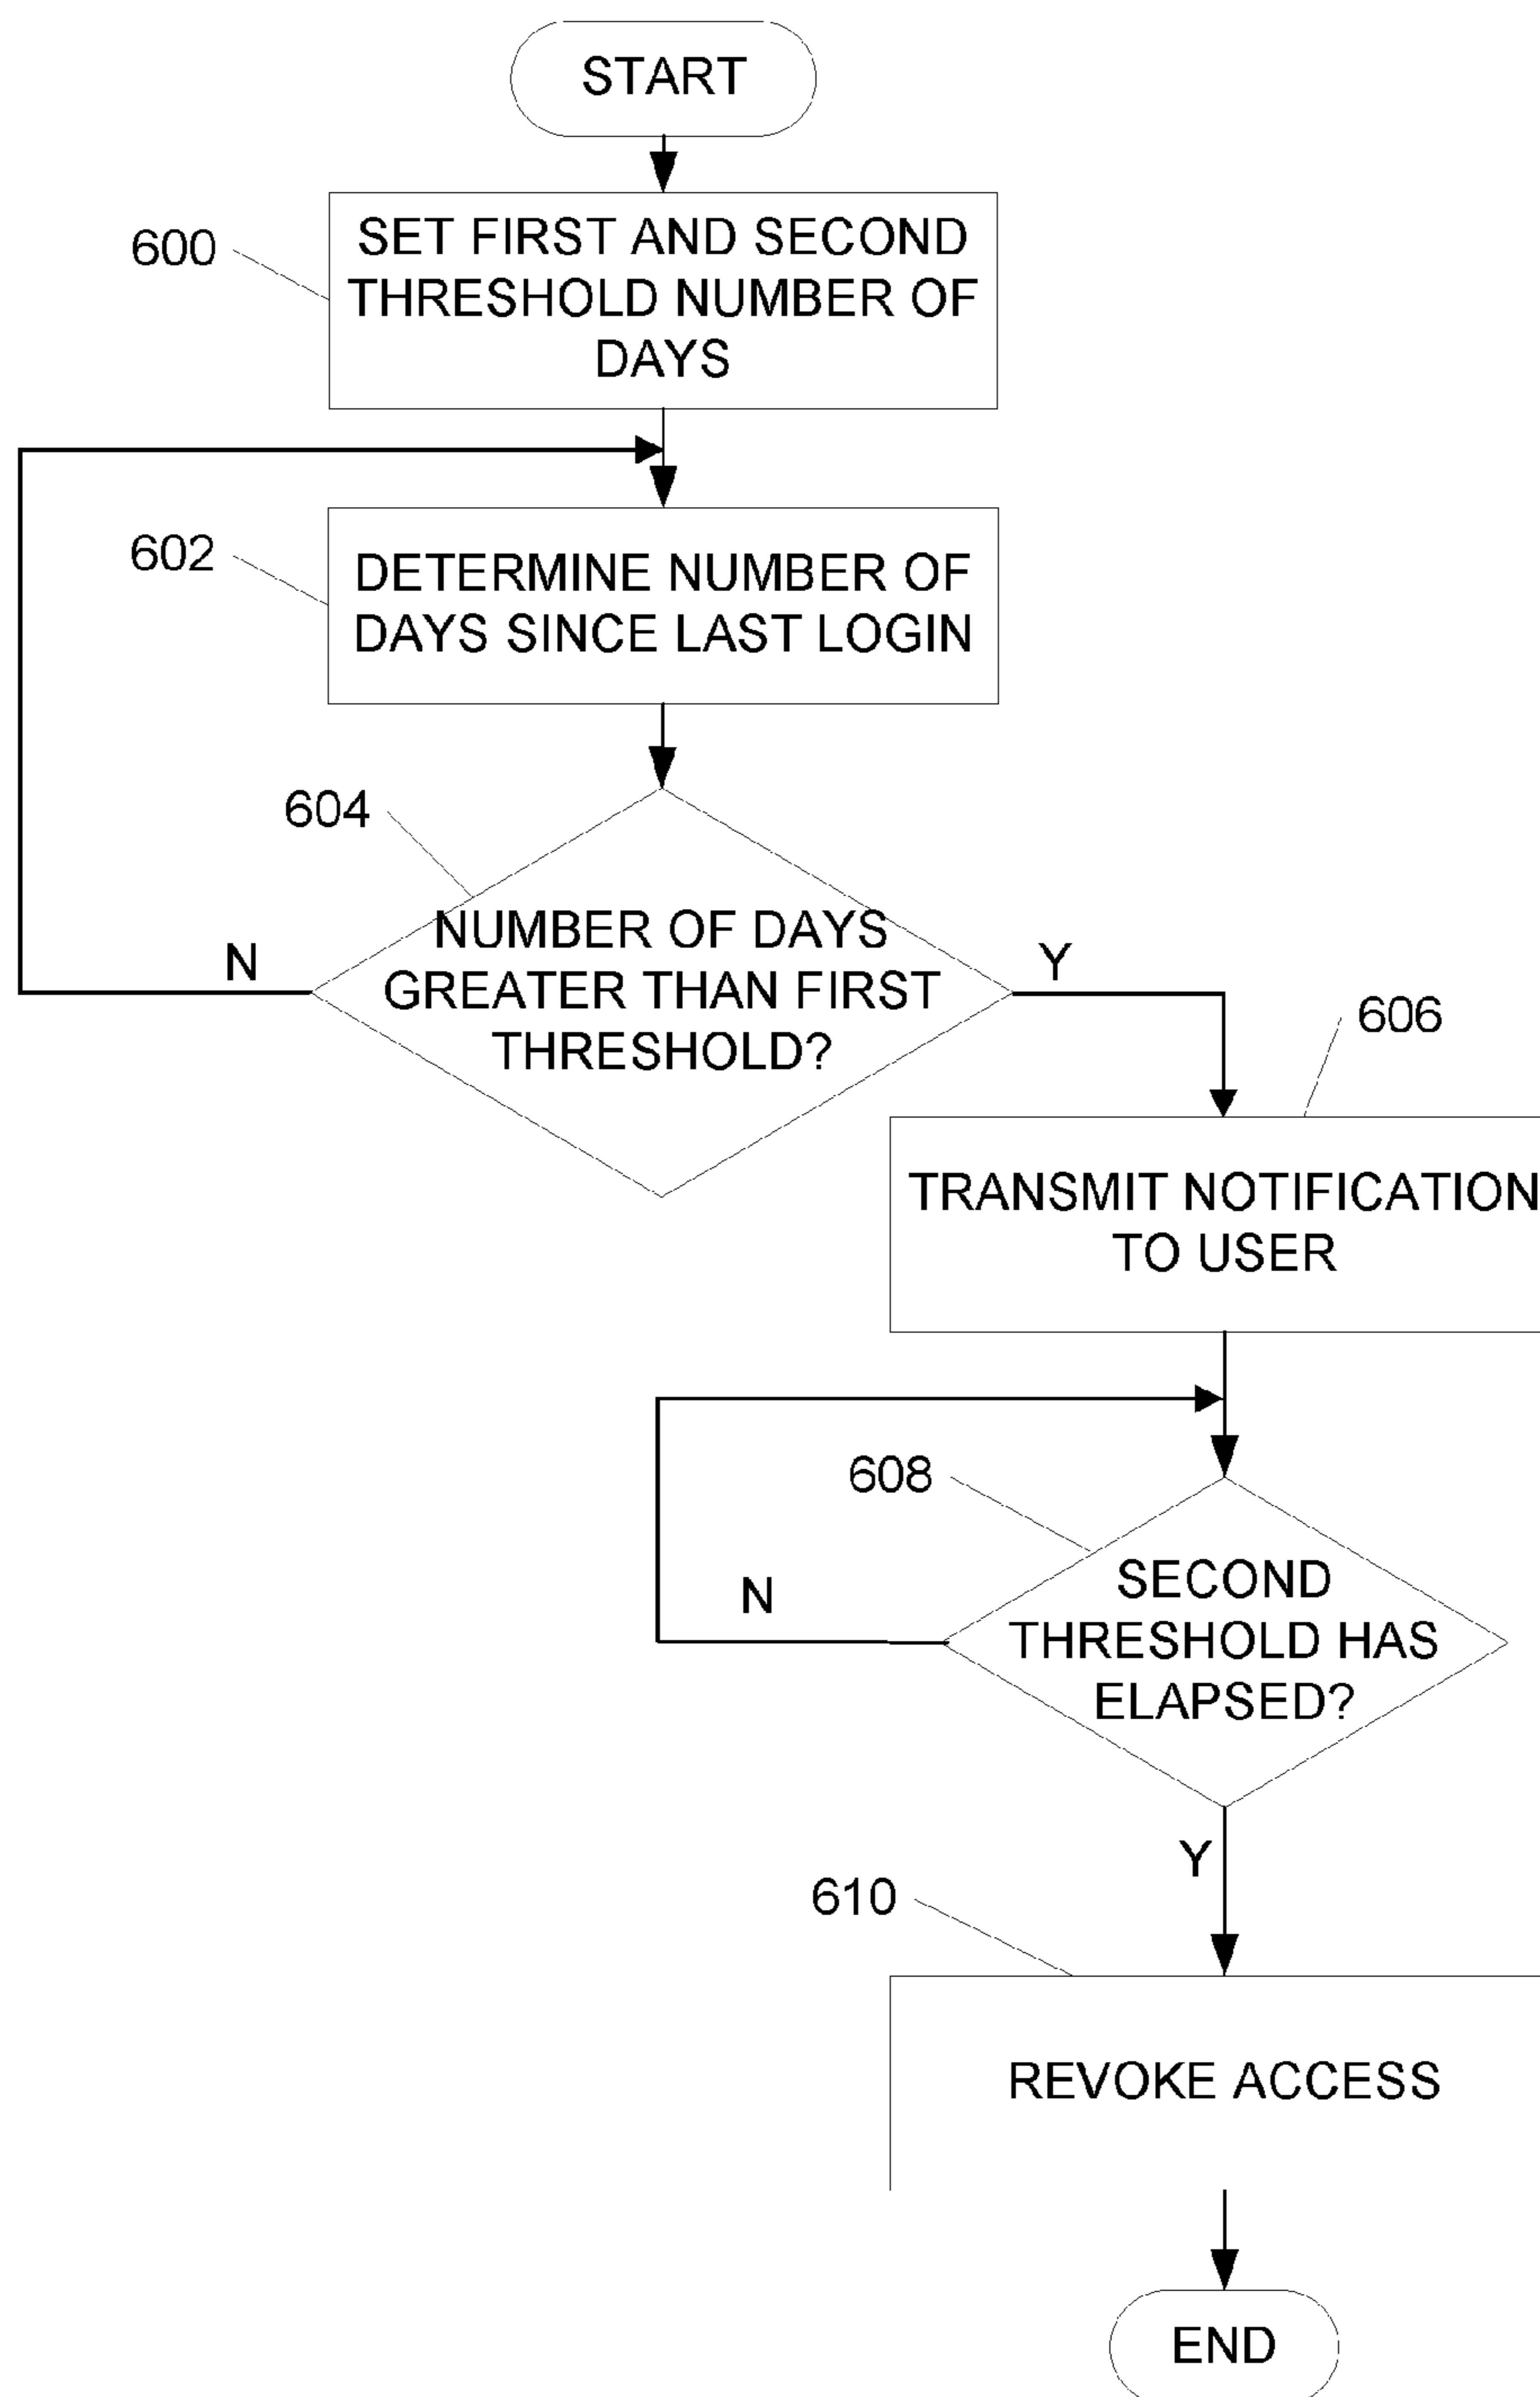 START
600
SET FIRST AND SECOND
THRESHOLD NUMBER OF
DAYS
602
DETERMINE NUMBER OF
DAYS SINCE LAST LOGIN
604
NUMBER OF DAYS
GREATER THAN FIRST
THRESHOLD?
N
Y
606
TRANSMIT NOTIFICATION
TO USER
608
SECOND
THRESHOLD HAS
ELAPSED?
N
Y
610
REVOKE ACCESS
END